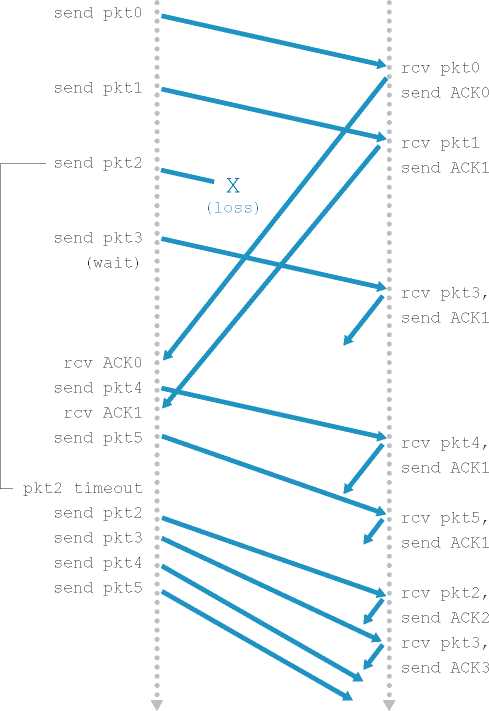 send pkt0
rcv pkt0
send ACK0
send pkt1
rcv pkt1
send ACK1
send pkt2
X
(loss)
send pkt3
(wait)
rcv pkt3,
send ACK1
rcv ACK0
send pkt4
rcv ACK1
send pkt5
rcv pkt4,
send ACK1
pkt2 timeout
send pkt2
send pkt3
send pkt4
send pkt5
rcv pkt5,
send ACK1
rcv pkt2,
send ACK2
rcv pkt3,
send ACK3